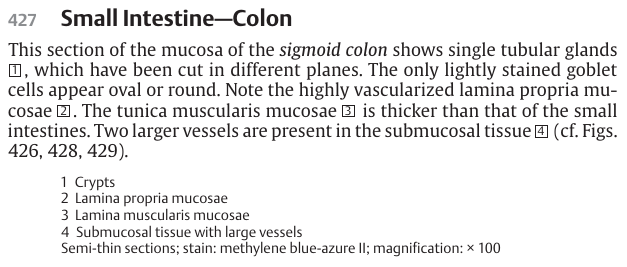 427 Small Intestine—Colon
This section of the mucosa of the sigmoid colon shows single tubular glands
1, which have been cut in different planes. The only lightly stained goblet
cells appear oval or round. Note the highly vascularized lamina propria mu-
cosae 2. The tunica muscularis mucosae 3 is thicker than that of the small
intestines. Two larger vessels are present in the submucosal tissue 4 (cf. Figs.
426, 428, 429).
1 Crypts
2 Lamina propria mucosae
3 Lamina muscularis mucosae
4 Submucosal tissue with large vessels
Semi-thin sections; stain: methylene blue-azure II; magnification: × 100